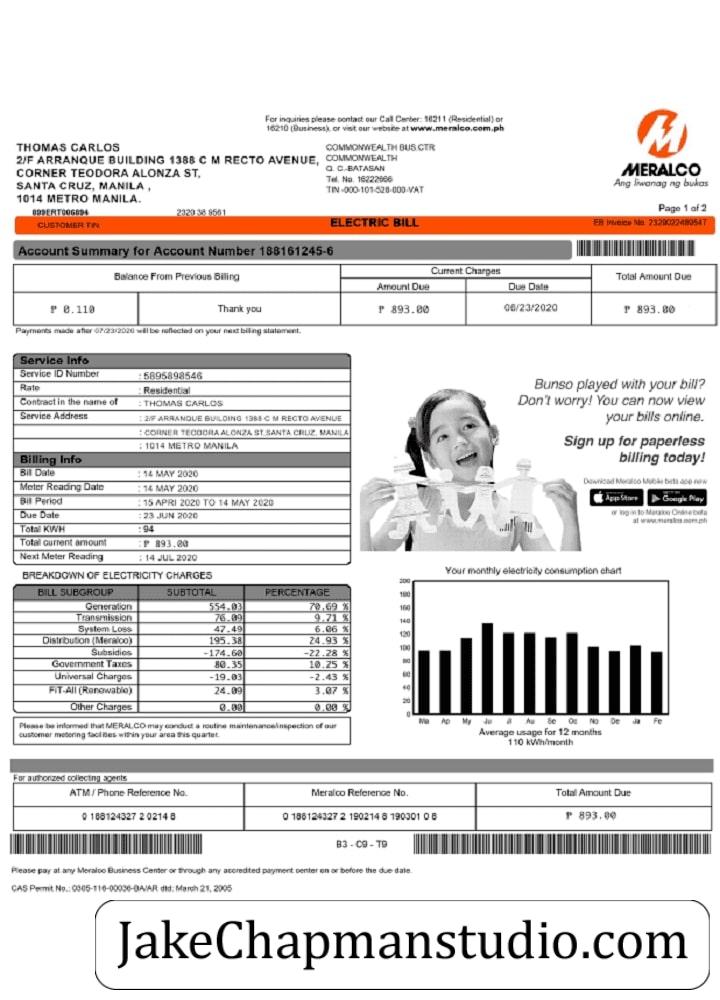 For inquiries please contact our Call Center: 16211 (Residential) or
16210 (Business), or visit our website at www.meralco.com.ph
THOMAS CARLOS
2/F ARRANQUE BUILDING 1388 C M RECTO AVENUE,
CORNER TEODORA ALONZA ST,
SANTA CRUZ, MANILA ,
1014 METRO MANILA.
COMMONWEALTH BUS.CTR
COMMONWEALTH
Q. C.-BATASAN
Tel. No. 16222666
TIN -000-101-528-000-VAT
MERALCO
Ang liwanag ng bukas
Page 1 of 2
2320 38 9561
CUSTOMER TIN:
ELECTRIC BILL
EB Invoice No. 2329022489547
Account Summary for Account Number 188161245-6
Balance From Previous Billing
Current Charges
Total Amount Due
Amount Due
Due Date
₱ 0.110
Thank you
₱ 893.00
06/23/2020
₱ 893.00
Payments made after 07/23/2020 will be reflected on your next billing statement.
Service Info
Service ID Number : 5895898546
Rate : Residential
Contract in the name of : THOMAS CARLOS
Service Address : 2/F ARRANQUE BUILDING 1388 C M RECTO AVENUE
: CORNER TEODORA ALONZA ST,SANTA CRUZ, MANILA
: 1014 METRO MANILA
Billing Info
Bill Date : 14 MAY 2020
Meter Reading Date : 14 MAY 2020
Bill Period : 15 APRI 2020 TO 14 MAY 2020
Due Date : 23 JUN 2020
Total KWH : 94
Total current amount : ₱ 893.00
Next Meter Reading : 14 JUL 2020
Bunso played with your bill?
Don't worry! You can now view
your bills online.
Sign up for paperless
billing today!
Download Meralco Mobile beta app now
App Store
Google Play
or log in to Meralco Online beta
at www.meralco.com.ph
BREAKDOWN OF ELECTRICITY CHARGES
BILL SUBGROUP SUBTOTAL PERCENTAGE
Generation 554.03 70.69 %
Transmission 76.09 9.71 %
System Loss 47.49 6.06 %
Distribution (Meralco) 195.38 24.93 %
Subsidies -174.60 -22.28 %
Government Taxes 80.35 10.25 %
Universal Charges -19.03 -2.43 %
FiT-All (Renewable) 24.09 3.07 %
Other Charges 0.00 0.00 %
Please be informed that MERALCO may conduct a routine maintenance/inspection of our
customer metering facilities within your area this quarter.
Your monthly electricity consumption chart
200
180
160
140
120
100
80
60
40
20
0
Ma Ap My Ju Jl Au Se Oc No De Ja Fe
Average usage for 12 months
110 kWh/month
For authorized collecting agents
ATM / Phone Reference No.
Meralco Reference No.
Total Amount Due
0 188124327 2 0214 8
0 188124327 2 190214 8 190301 0 8
₱ 893.00
B3 - C9 - T9
Please pay at any Meralco Business Center or through any accredited payment center on or before the due date.
CAS Permit No.: 0305-116-00036-BA/AR dtd; March 21, 2005
JakeChapmanstudio.com